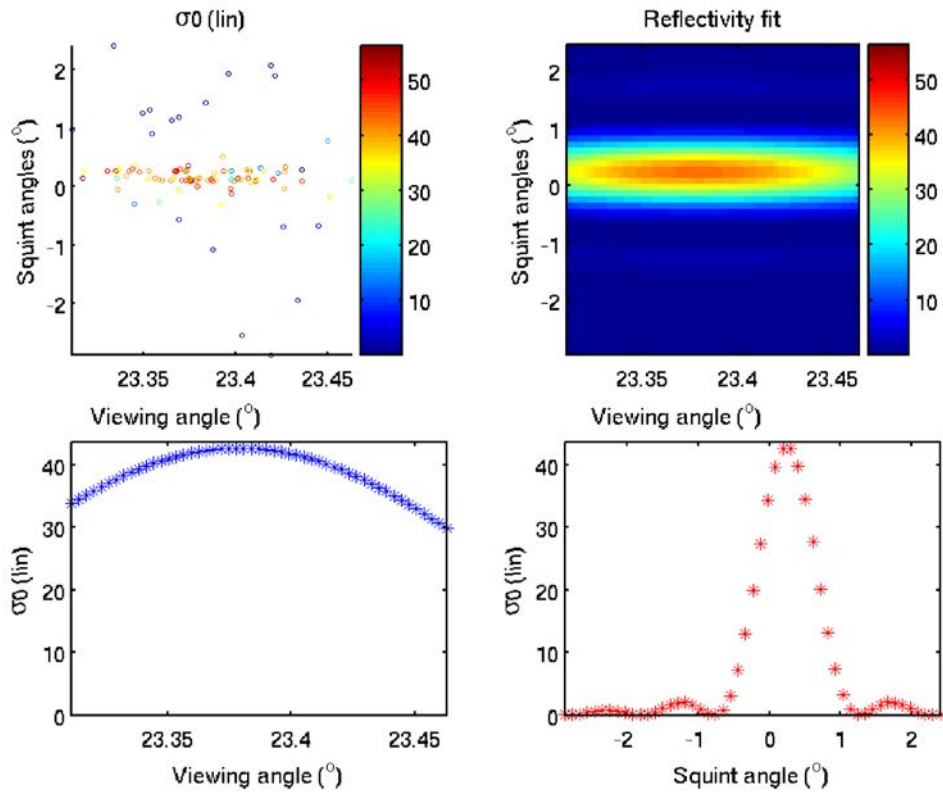 σ0 (lin)
Reflectivity fit
2
1
0
-1
-2
Squint angles (°)
50
40
30
20
10
23.35 23.4 23.45
Viewing angle (°)
2
1
0
-1
-2
Squint angles (°)
50
40
30
20
10
23.35 23.4 23.45
Viewing angle (°)
40
30
20
10
0
σ0 (lin)
23.35 23.4 23.45
Viewing angle (°)
40
30
20
10
0
σ0 (lin)
-2 -1 0 1 2
Squint angle (°)